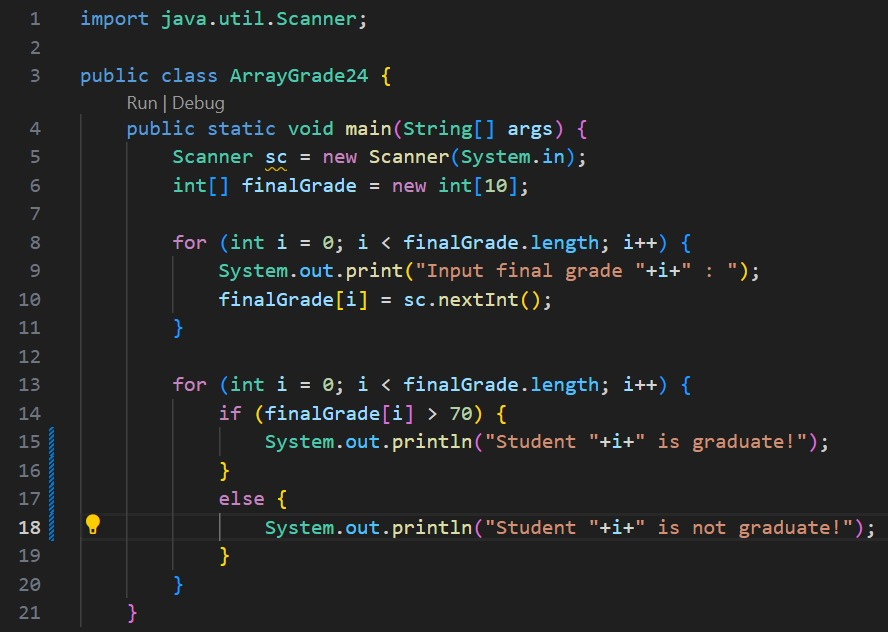 1 import java.util.Scanner;
2
3 public class ArrayGrade24 {
Run | Debug
4 public static void main(String[] args) {
5 Scanner sc = new Scanner(System.in);
6 int[] finalGrade = new int[10];
7
8 for (int i = 0; i < finalGrade.length; i++) {
9 System.out.print("Input final grade "+i+" : ");
10 finalGrade[i] = sc.nextInt();
11 }
12
13 for (int i = 0; i < finalGrade.length; i++) {
14 if (finalGrade[i] > 70) {
15 System.out.println("Student "+i+" is graduate!");
16 }
17 else {
18 System.out.println("Student "+i+" is not graduate!");
19 }
20 }
21 }